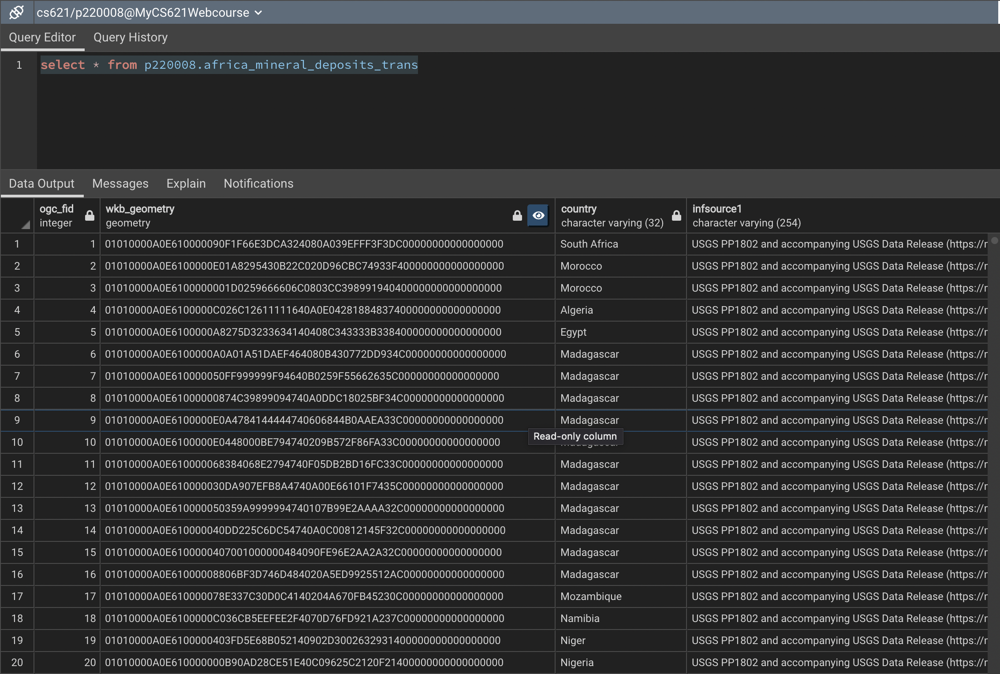 cs621/p220008@MyCS621Webcourse
Query Editor Query History
1 select * from p220008.africa_mineral_deposits_trans
Data Output Messages Explain Notifications
ogc_fid wkb_geometry country infsource1
integer geometry character varying (32) character varying (254)
1 1 01010000A0E610000090F1F66E3DCA324080A039EFFF3F3DC00000000000000000 South Africa USGS PP1802 and accompanying USGS Data Release (https://r
2 2 01010000A0E6100000E01A8295430B22C020D96CBC74933F400000000000000000 Morocco USGS PP1802 and accompanying USGS Data Release (https://r
3 3 01010000A0E6100000001D0259666606C0803CC398991940400000000000000000 Morocco USGS PP1802 and accompanying USGS Data Release (https://r
4 4 01010000A0E6100000C026C12611111640A0E04281884837400000000000000000 Algeria USGS PP1802 and accompanying USGS Data Release (https://r
5 5 01010000A0E6100000A8275D3233634140408C343333B338400000000000000000 Egypt USGS PP1802 and accompanying USGS Data Release (https://r
6 6 01010000A0E6100000A0A01A51DAEF464080B430772DD934C00000000000000000 Madagascar USGS PP1802 and accompanying USGS Data Release (https://r
7 7 01010000A0E610000050FF999999F94640B0259F55662635C00000000000000000 Madagascar USGS PP1802 and accompanying USGS Data Release (https://r
8 8 01010000A0E61000000874C39899094740A0DDC18025BF34C00000000000000000 Madagascar USGS PP1802 and accompanying USGS Data Release (https://r
9 9 01010000A0E6100000E0A4784144444740606844B0AAEA33C00000000000000000 Madagascar USGS PP1802 and accompanying USGS Data Release (https://r
Read-only column
10 10 01010000A0E6100000E0448000BE794740209B572F86FA33C00000000000000000 USGS PP1802 and accompanying USGS Data Release (https://r
11 11 01010000A0E610000068384068E2794740F05DB2BD16FC33C00000000000000000 Madagascar USGS PP1802 and accompanying USGS Data Release (https://r
12 12 01010000A0E610000030DA907EFB8A4740A00E66101F7435C00000000000000000 Madagascar USGS PP1802 and accompanying USGS Data Release (https://r
13 13 01010000A0E610000050359A9999994740107B99E2AAAA32C00000000000000000 Madagascar USGS PP1802 and accompanying USGS Data Release (https://r
14 14 01010000A0E610000040DD225C6DC54740A0C00812145F32C00000000000000000 Madagascar USGS PP1802 and accompanying USGS Data Release (https://r
15 15 01010000A0E6100000407001000000484090FE96E2AA2A32C00000000000000000 Madagascar USGS PP1802 and accompanying USGS Data Release (https://r
16 16 01010000A0E61000008806BF3D746D484020A5ED9925512AC00000000000000000 Madagascar USGS PP1802 and accompanying USGS Data Release (https://r
17 17 01010000A0E610000078E337C30D0C4140204A670FB45230C00000000000000000 Mozambique USGS PP1802 and accompanying USGS Data Release (https://r
18 18 01010000A0E6100000C036CB5EEFEE2F4070D76FD921A237C00000000000000000 Namibia USGS PP1802 and accompanying USGS Data Release (https://r
19 19 01010000A0E6100000403FD5E68B052140902D3002632931400000000000000000 Niger USGS PP1802 and accompanying USGS Data Release (https://r
20 20 01010000A0E610000000B90AD28CE51E40C09625C2120F21400000000000000000 Nigeria USGS PP1802 and accompanying USGS Data Release (https://r